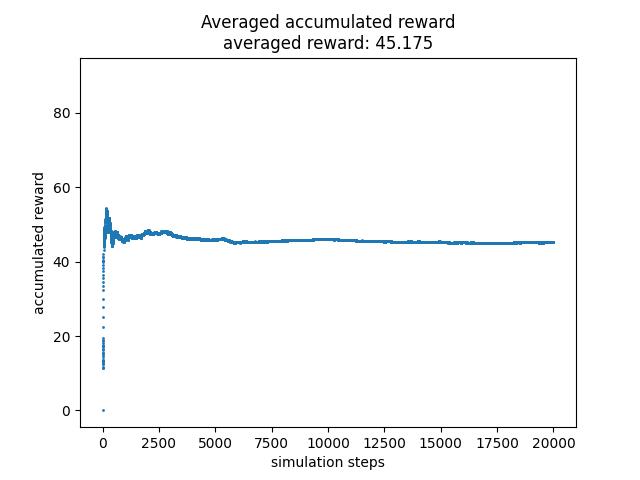 Averaged accumulated reward
averaged reward: 45.175
80
60
40
20
0
accumulated reward
0 2500 5000 7500 10000 12500 15000 17500 20000
simulation steps